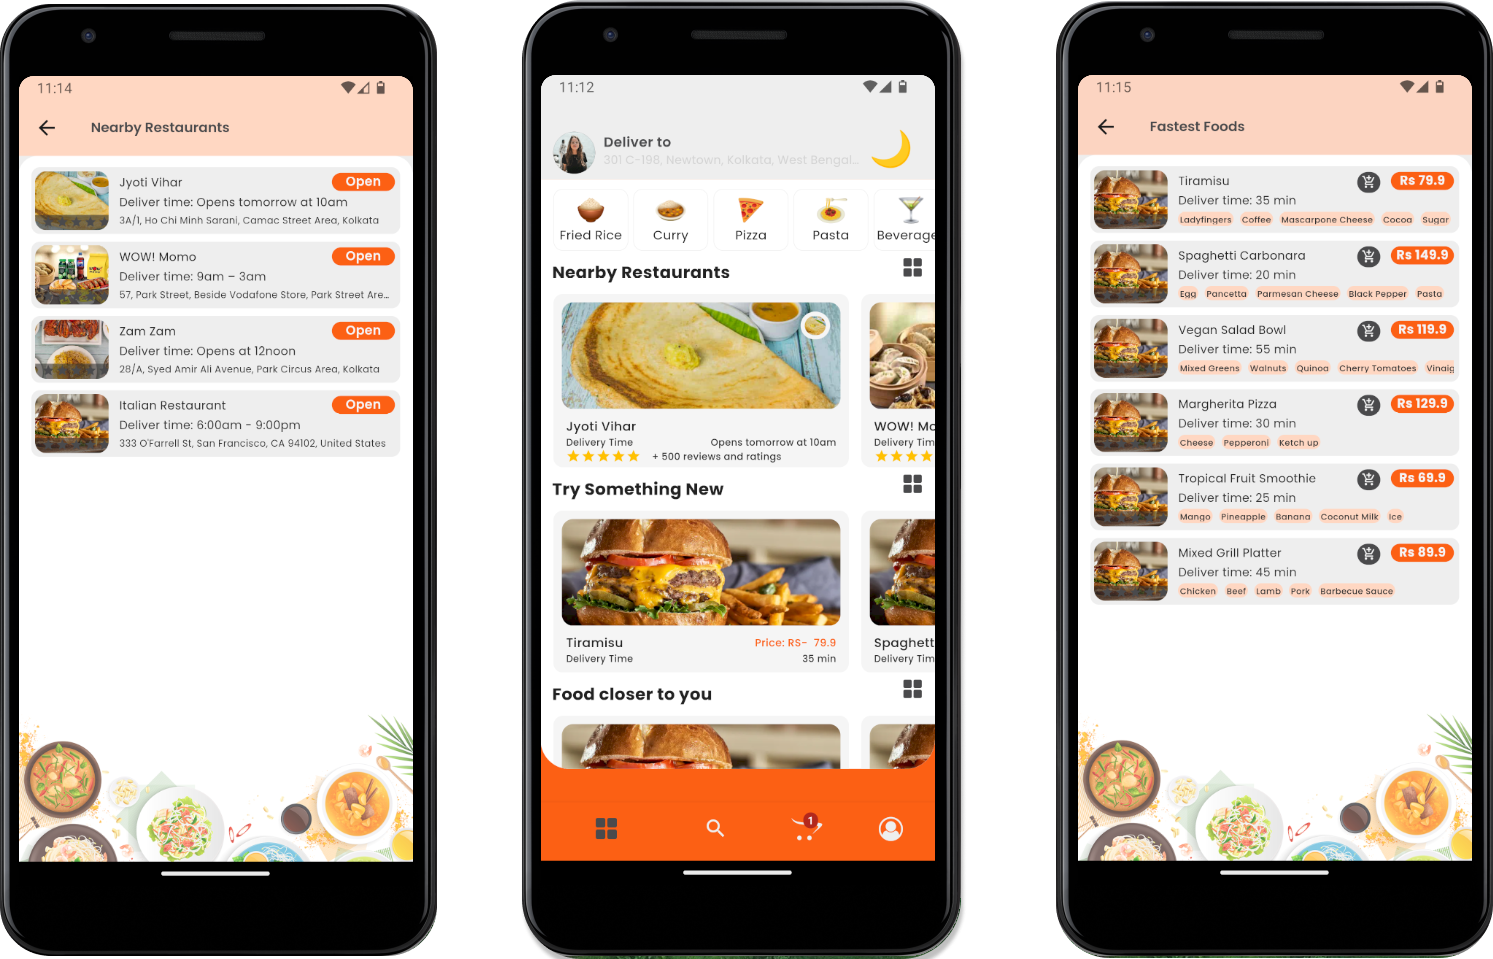 11:14
Nearby Restaurants
Jyoti Vihar
Open
Deliver time: Opens tomorrow at 10am
3A/1, Ho Chi Minh Sarani, Camac Street Area, Kolkata
WOW! Momo
Open
Deliver time: 9am – 3am
57, Park Street, Beside Vodafone Store, Park Street Are...
Zam Zam
Open
Deliver time: Opens at 12noon
28/A, Syed Amir Ali Avenue, Park Circus Area, Kolkata
Italian Restaurant
Open
Deliver time: 6:00am - 9:00pm
333 O'Farrell St, San Francisco, CA 94102, United States
11:12
Deliver to
301 C-19B, Newtown, Kolkata, West Bengal...
Fried Rice
Curry
Pizza
Pasta
Beverage
Nearby Restaurants
Jyoti Vihar
Delivery Time
Opens tomorrow at 10am
+ 500 reviews and ratings
WOW! Mo
Delivery Tim
Try Something New
Tiramisu
Price: RS- 79.9
Delivery Time
35 min
Spaghett
Delivery Tim
Food closer to you
1
11:15
Fastest Foods
Tiramisu
Rs 79.9
Deliver time: 35 min
Ladyfingers Coffee Mascarpone Cheese Cocoa Sugar
Spaghetti Carbonara
Rs 149.9
Deliver time: 20 min
Egg Pancetta Parmesan Cheese Black Pepper Pasta
Vegan Salad Bowl
Rs 119.9
Deliver time: 55 min
Mixed Greens Walnuts Quinoa Cherry Tomatoes Vinaig
Margherita Pizza
Rs 129.9
Deliver time: 30 min
Cheese Pepperoni Ketch up
Tropical Fruit Smoothie
Rs 69.9
Deliver time: 25 min
Mango Pineapple Banana Coconut Milk Ice
Mixed Grill Platter
Rs 89.9
Deliver time: 45 min
Chicken Beef Lamb Pork Barbecue Sauce